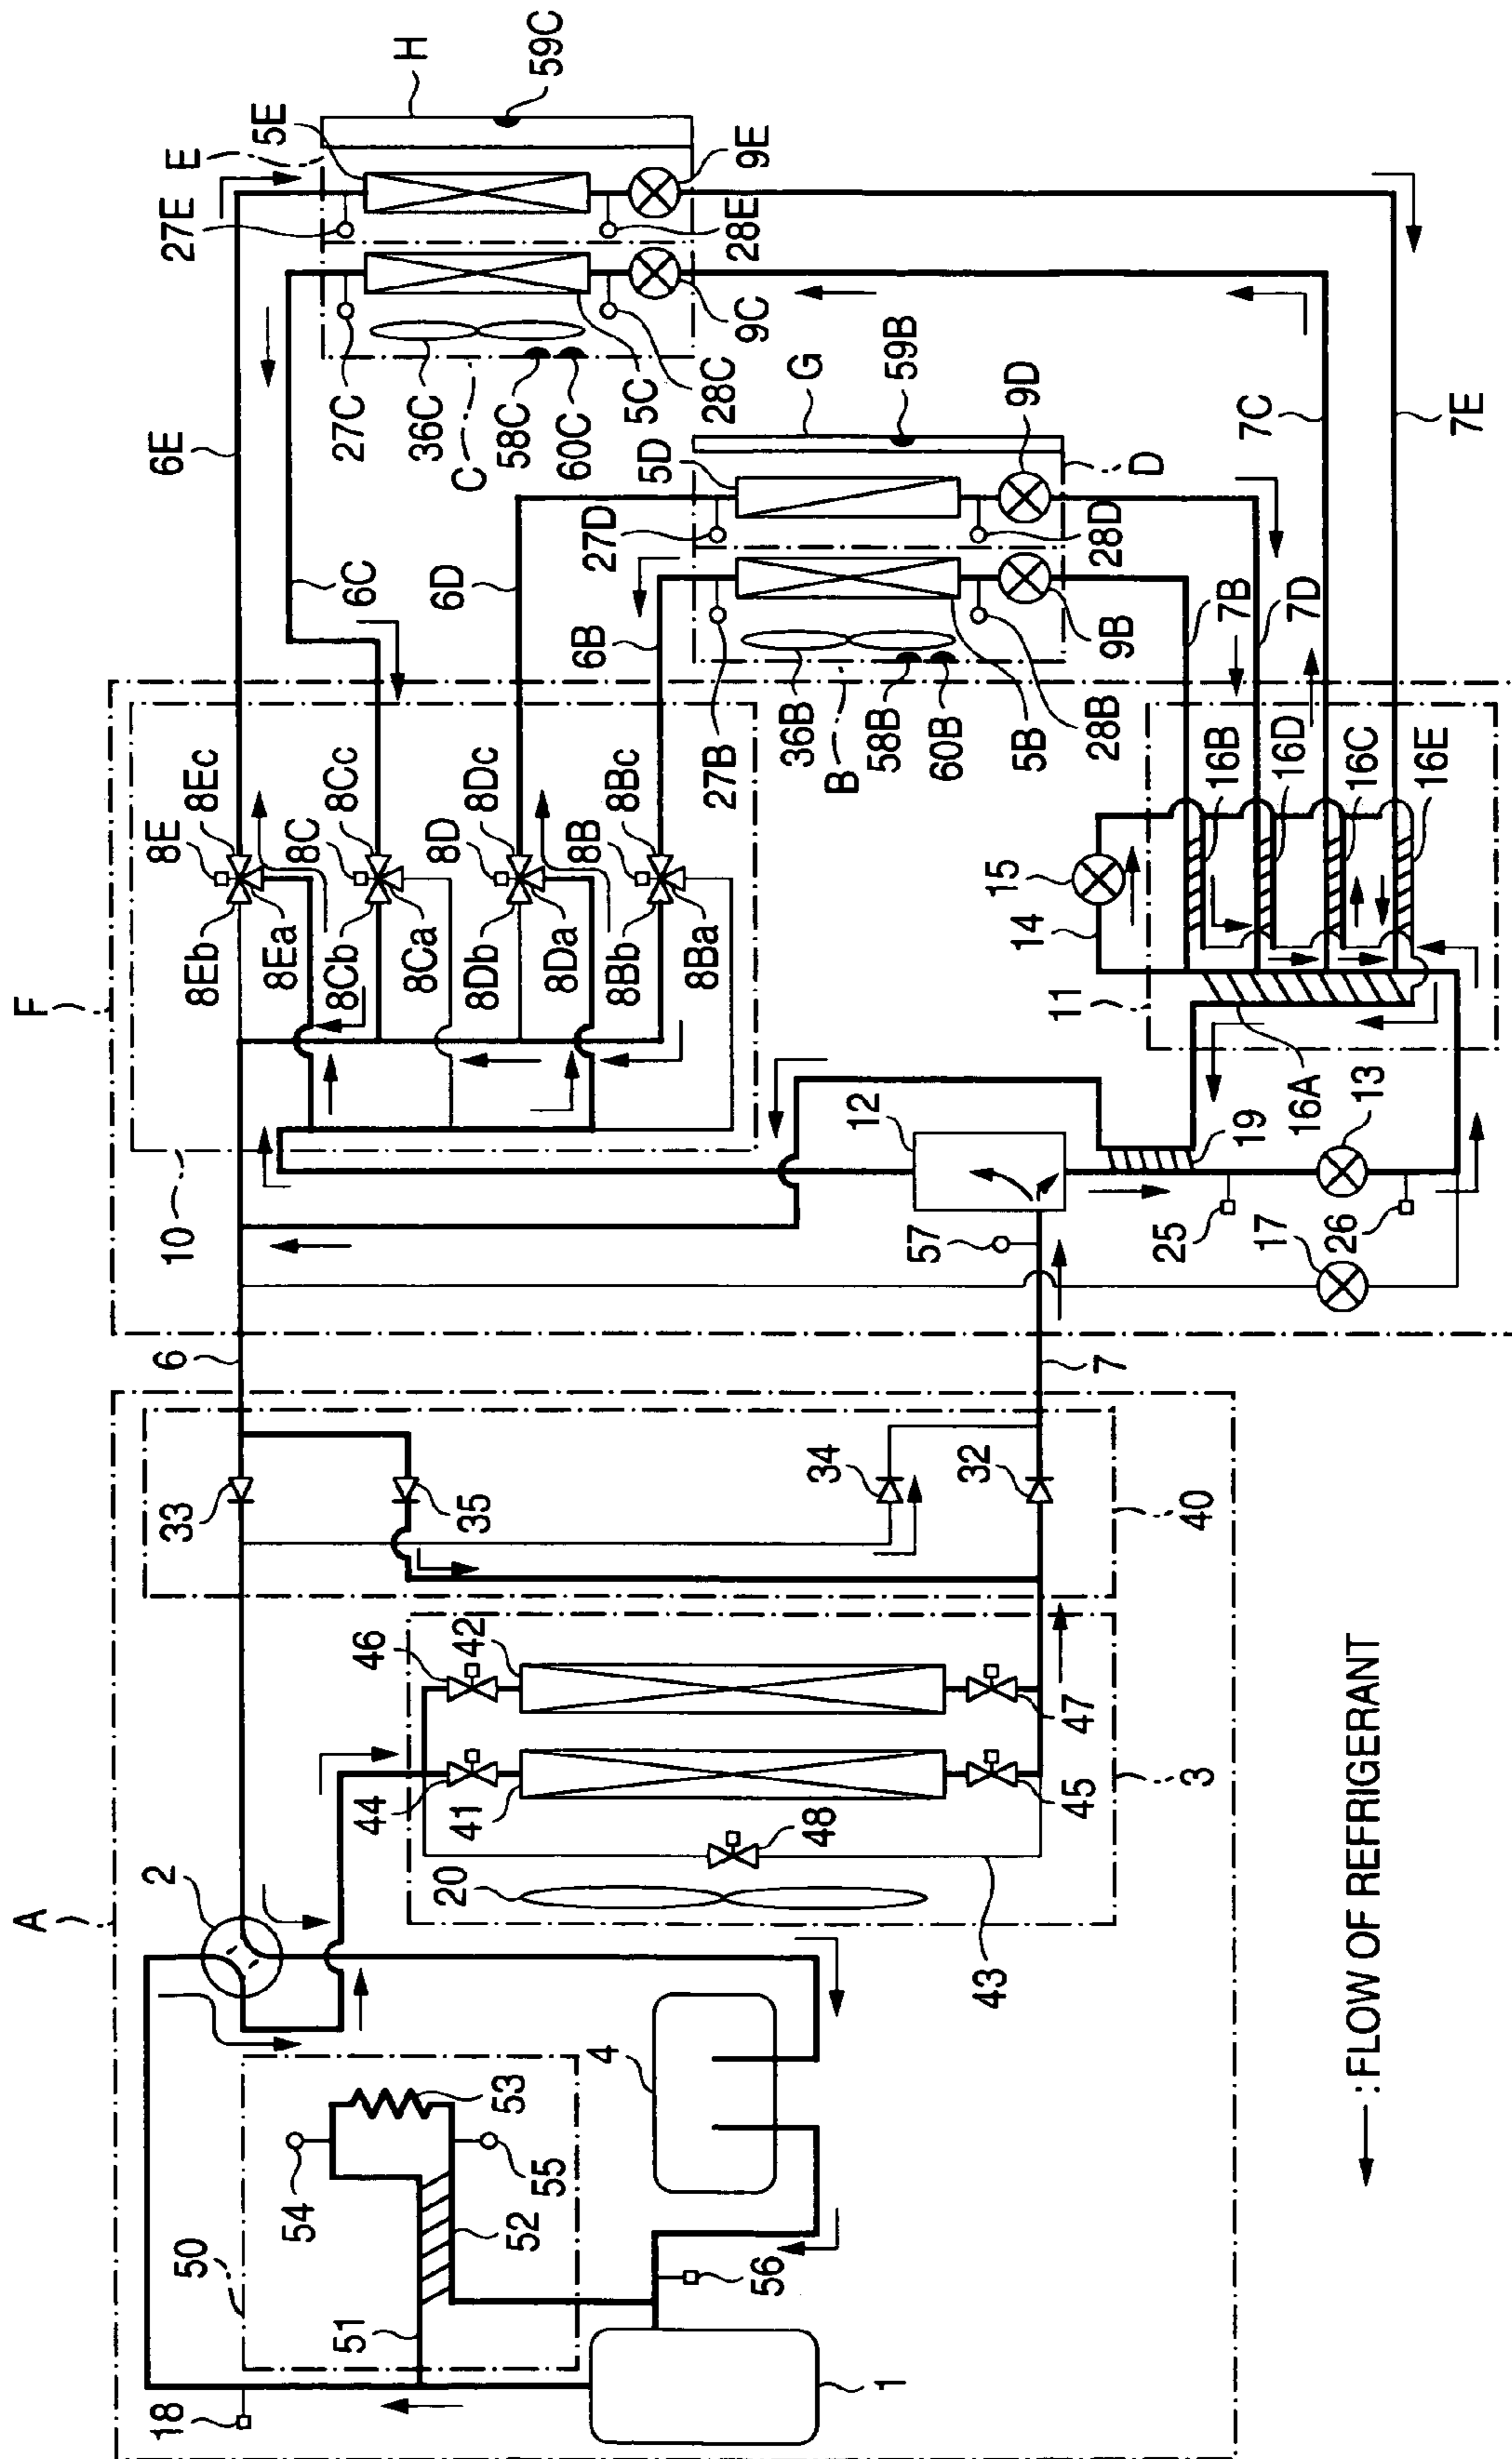 A
50
54
53
18
51
52
55
56
1
4
2
20
44
46
41
42
48
43
45
47
3
33
35
34
32
40
6
7
F
10
57
12
25
17
26
13
19
16A
11
14
15
16B
16D
16C
16E
8E
8Ec
8Eb
8Ea
8C
8Cc
8Cb
8Ca
8D
8Dc
8Db
8Da
8B
8Bc
8Bb
8Ba
6E
6C
6D
6B
7B
7D
7C
7E
27E
E
5E
H
59C
27C
36C
C
58C
60C
5C
28C
9C
28E
9E
27D
5D
G
59B
9D
D
28D
27B
36B
B
58B
60B
5B
28B
9B
: FLOW OF REFRIGERANT